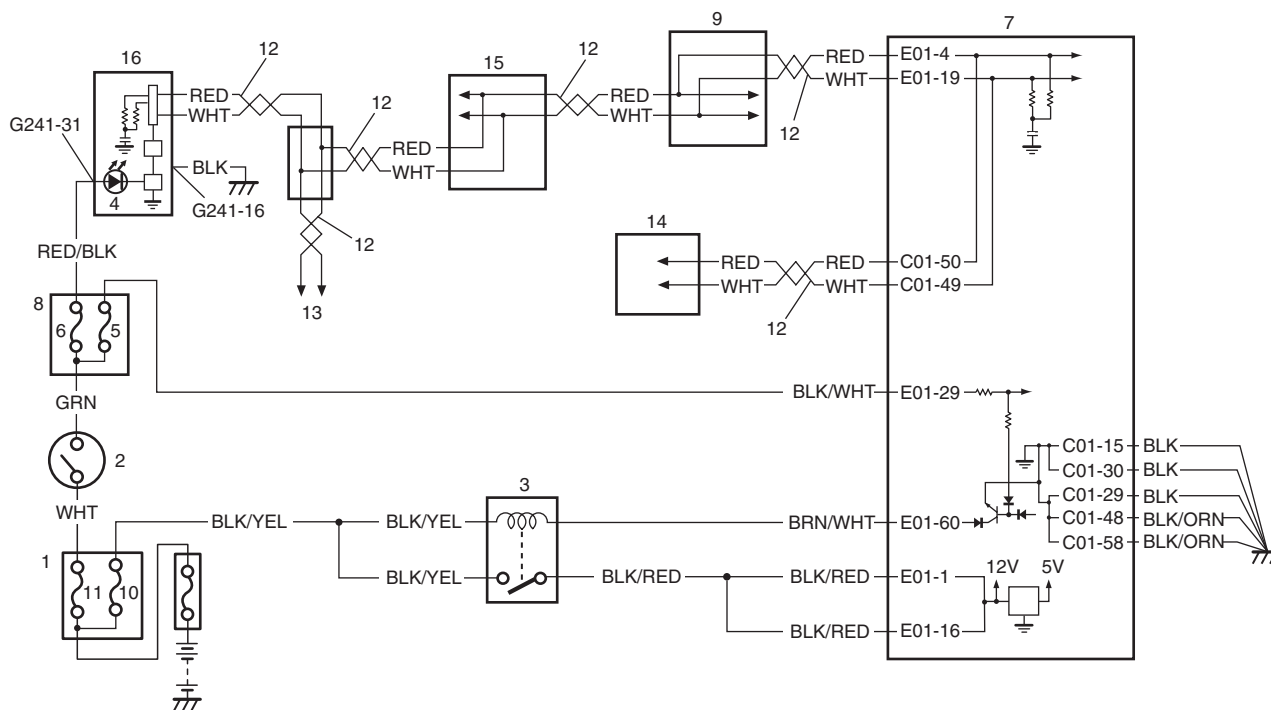 7
9
16
12
12
15
RED
E01-4
WHT
E01-19
12
RED
WHT
12
RED
WHT
RED
WHT
12
G241-31
BLK
4
G241-16
12
13
14
RED
RED
C01-50
WHT
WHT
C01-49
12
RED/BLK
8
6
5
BLK/WHT
E01-29
GRN
2
C01-15
BLK
C01-30
BLK
C01-29
BLK
C01-48
BLK/ORN
C01-58
BLK/ORN
WHT
3
BLK/YEL
BLK/YEL
BRN/WHT
E01-60
1
11
10
BLK/YEL
BLK/RED
BLK/RED
E01-1
12V
5V
BLK/RED
E01-16